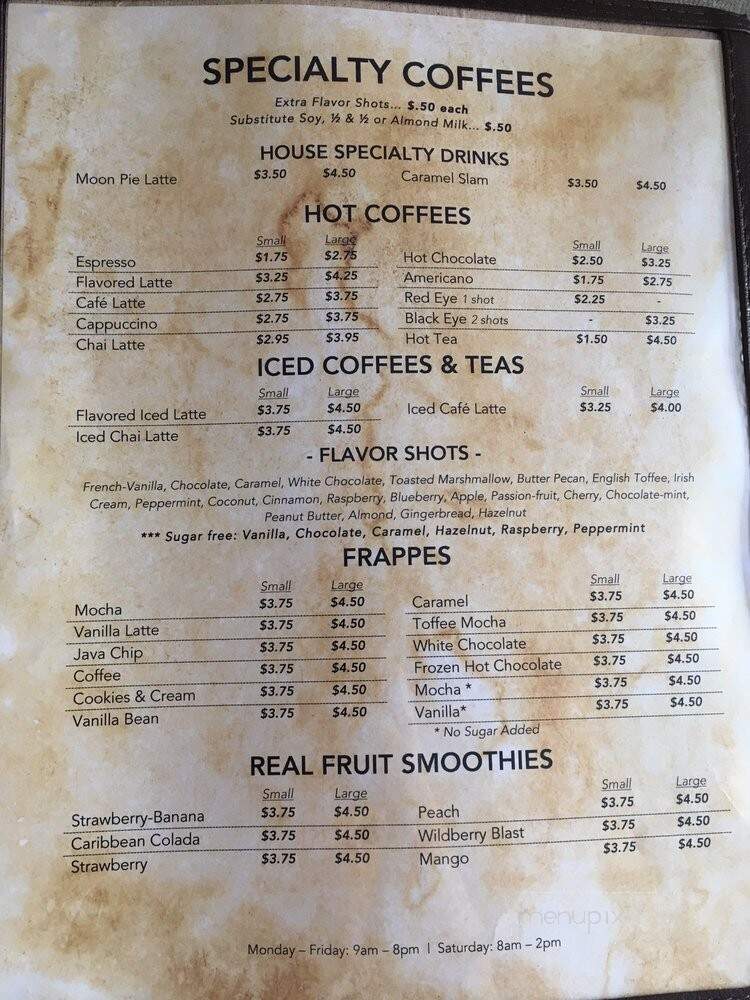 SPECIALTY COFFEES
Extra Flavor Shots... $.50 each
Substitute Soy, ½ & ½ or Almond Milk... $.50
HOUSE SPECIALTY DRINKS
Moon Pie Latte $3.50 $4.50 Caramel Slam $3.50 $4.50
HOT COFFEES
Small Large Small Large
Espresso $1.75 $2.75 Hot Chocolate $2.50 $3.25
Flavored Latte $3.25 $4.25 Americano $1.75 $2.75
Café Latte $2.75 $3.75 Red Eye 1 shot $2.25 -
Cappuccino $2.75 $3.75 Black Eye 2 shots - $3.25
Chai Latte $2.95 $3.95 Hot Tea $1.50 $4.50
ICED COFFEES & TEAS
Small Large Small Large
Flavored Iced Latte $3.75 $4.50 Iced Café Latte $3.25 $4.00
Iced Chai Latte $3.75 $4.50
- FLAVOR SHOTS -
French-Vanilla, Chocolate, Caramel, White Chocolate, Toasted Marshmallow, Butter Pecan, English Toffee, Irish
Cream, Peppermint, Coconut, Cinnamon, Raspberry, Blueberry, Apple, Passion-fruit, Cherry, Chocolate-mint,
Peanut Butter, Almond, Gingerbread, Hazelnut
*** Sugar free: Vanilla, Chocolate, Caramel, Hazelnut, Raspberry, Peppermint
FRAPPES
Small Large Small Large
Mocha $3.75 $4.50 Caramel $3.75 $4.50
Vanilla Latte $3.75 $4.50 Toffee Mocha $3.75 $4.50
Java Chip $3.75 $4.50 White Chocolate $3.75 $4.50
Coffee $3.75 $4.50 Frozen Hot Chocolate $3.75 $4.50
Cookies & Cream $3.75 $4.50 Mocha * $3.75 $4.50
Vanilla Bean $3.75 $4.50 Vanilla* $3.75 $4.50
* No Sugar Added
REAL FRUIT SMOOTHIES
Small Large Small Large
Strawberry-Banana $3.75 $4.50 Peach $3.75 $4.50
Caribbean Colada $3.75 $4.50 Wildberry Blast $3.75 $4.50
Strawberry $3.75 $4.50 Mango $3.75 $4.50
menupix
Monday – Friday: 9am – 8pm | Saturday: 8am – 2pm